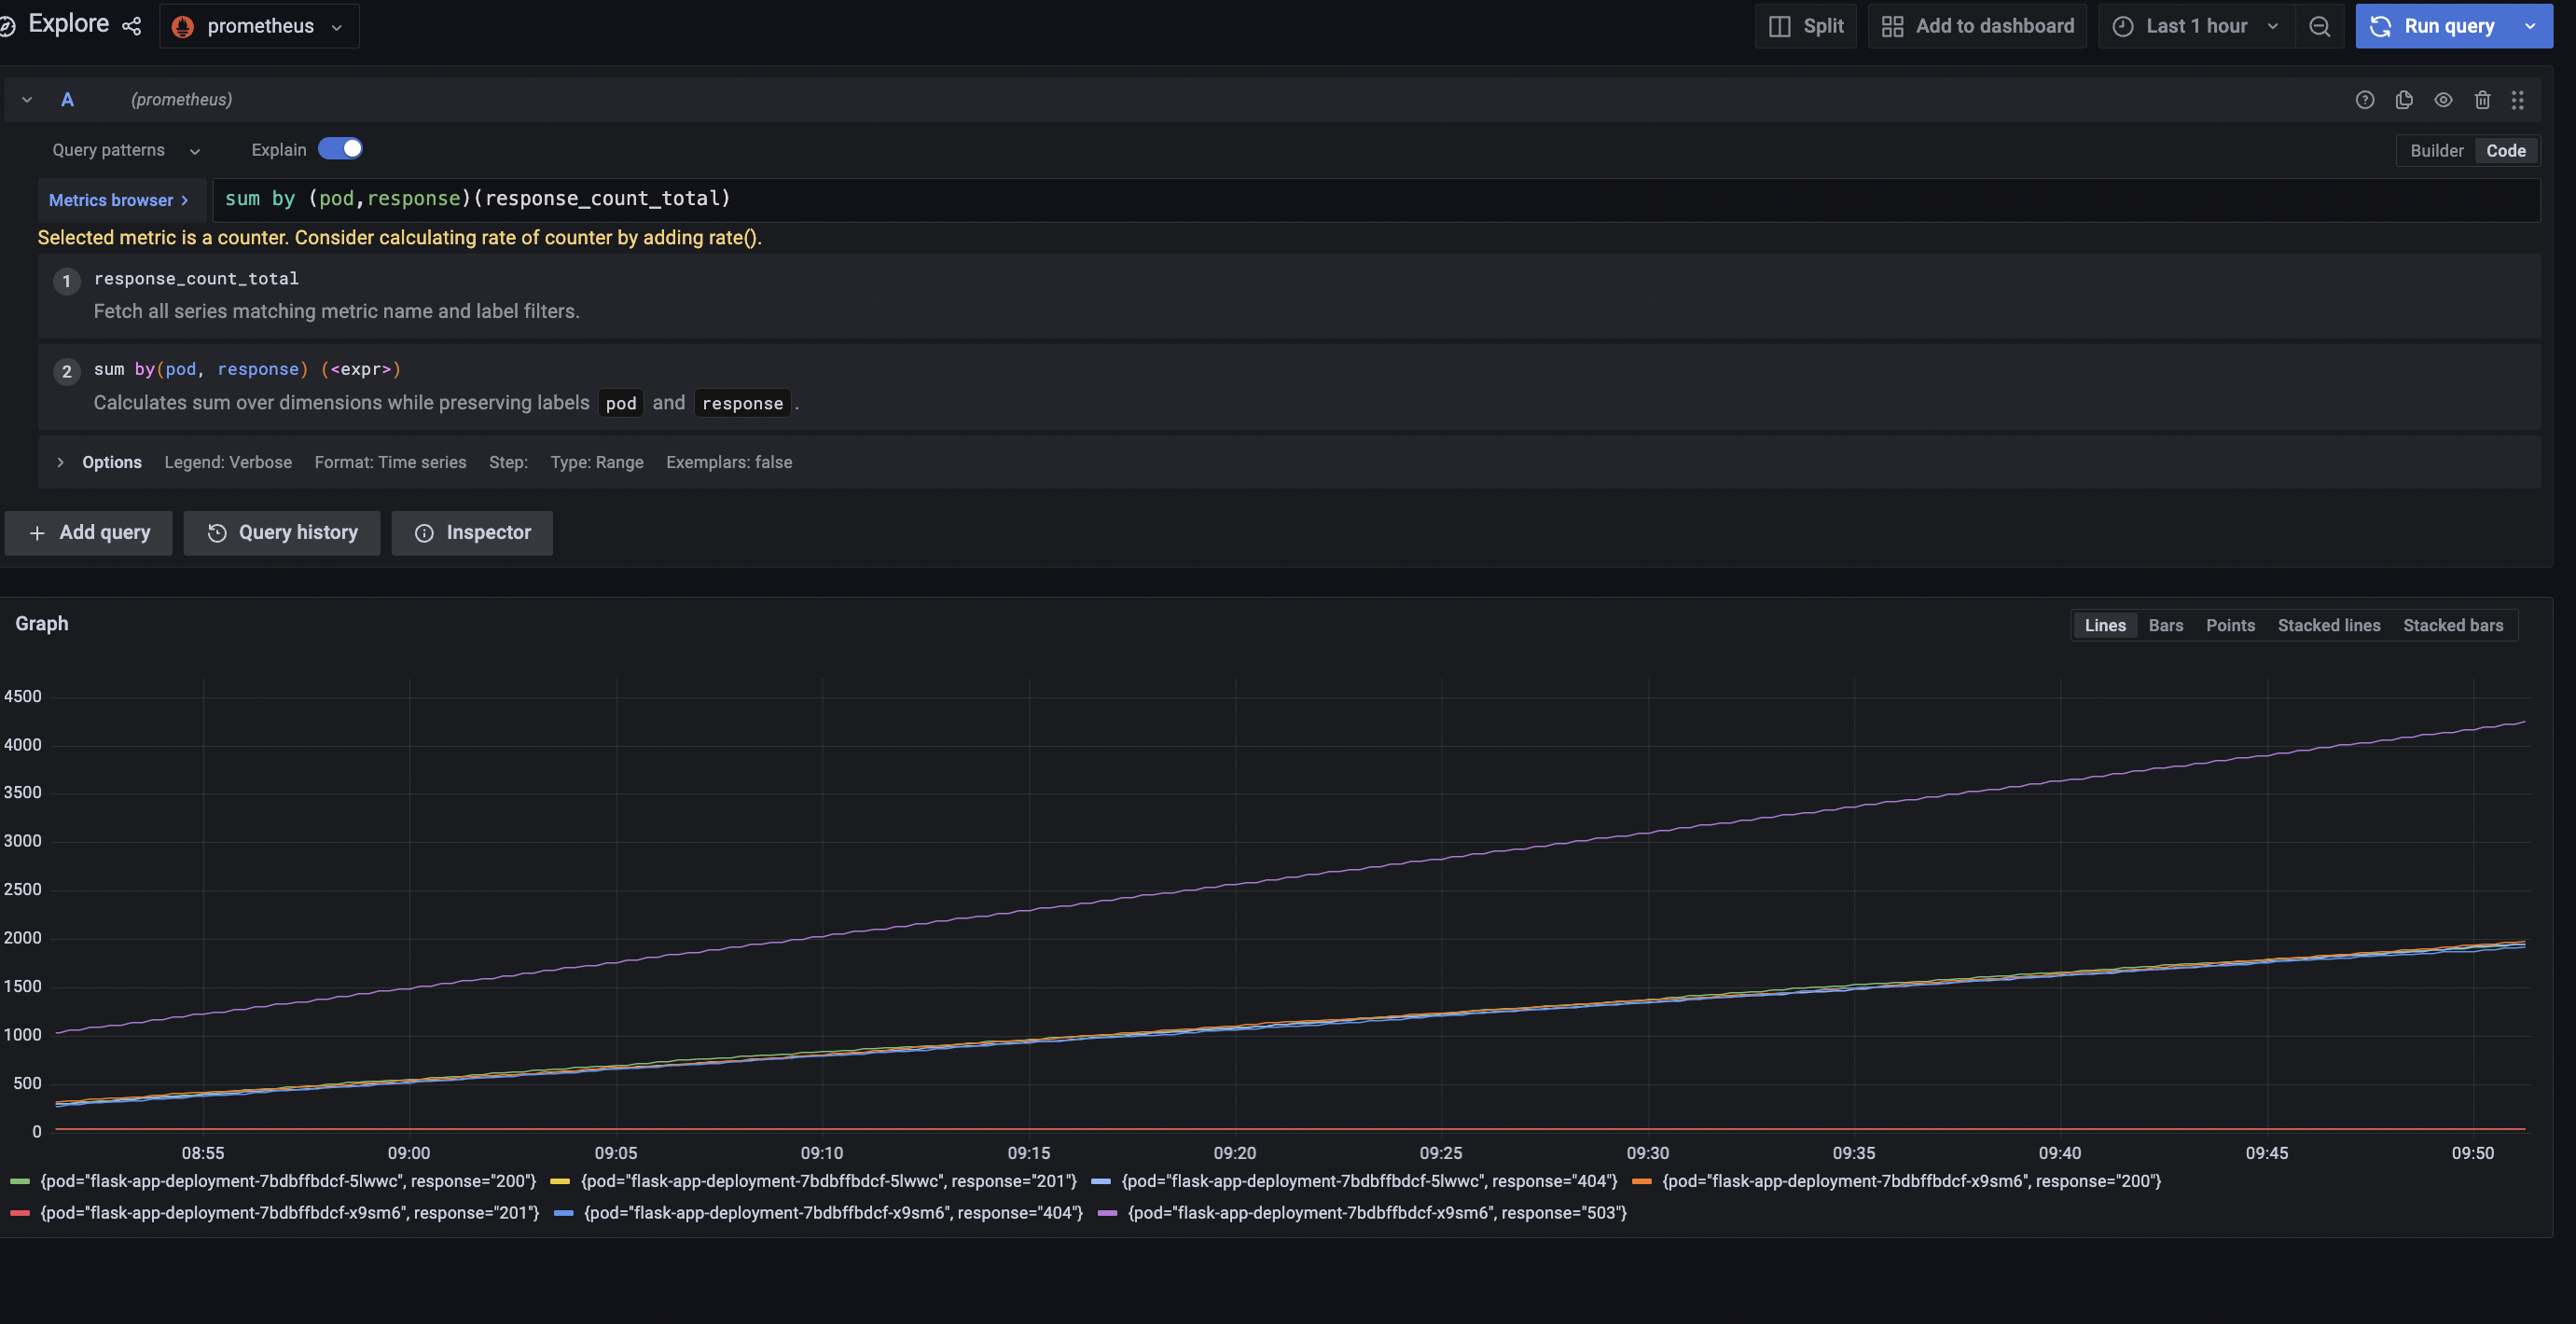 Explore prometheus Split Add to dashboard Last 1 hour Run query
A (prometheus)
Query patterns Explain Builder Code
Metrics browser > sum by (pod,response)(response_count_total)
Selected metric is a counter. Consider calculating rate of counter by adding rate().
1 response_count_total
Fetch all series matching metric name and label filters.
2 sum by(pod, response) (<expr>)
Calculates sum over dimensions while preserving labels pod and response .
Options Legend: Verbose Format: Time series Step: Type: Range Exemplars: false
+ Add query Query history Inspector
Graph Lines Bars Points Stacked lines Stacked bars
4500
4000
3500
3000
2500
2000
1500
1000
500
0
08:55 09:00 09:05 09:10 09:15 09:20 09:25 09:30 09:35 09:40 09:45 09:50
{pod="flask-app-deployment-7bdbffbdcf-5lwwc", response="200"} {pod="flask-app-deployment-7bdbffbdcf-5lwwc", response="201"} {pod="flask-app-deployment-7bdbffbdcf-5lwwc", response="404"} {pod="flask-app-deployment-7bdbffbdcf-x9sm6", response="200"}
{pod="flask-app-deployment-7bdbffbdcf-x9sm6", response="201"} {pod="flask-app-deployment-7bdbffbdcf-x9sm6", response="404"} {pod="flask-app-deployment-7bdbffbdcf-x9sm6", response="503"}